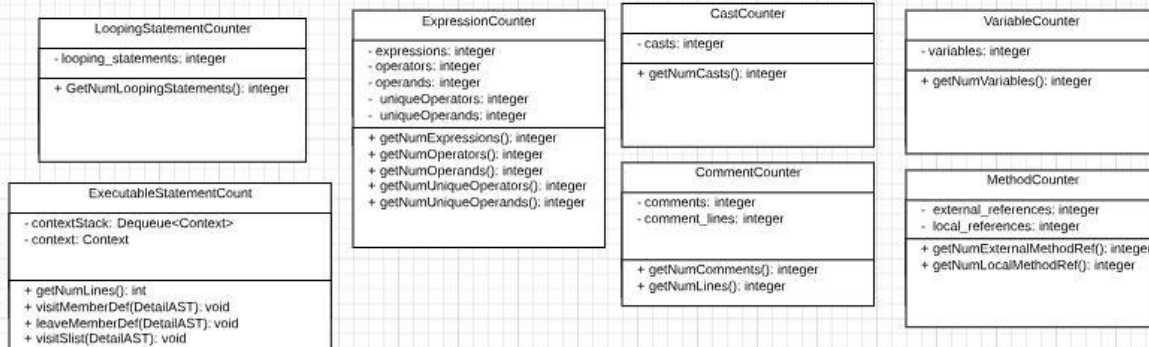 LoopingStatementCounter
- looping_statements: integer
+ GetNumLoopingStatements(): integer
ExpressionCounter
- expressions: integer
- operators: integer
- operands: integer
- uniqueOperators: integer
- uniqueOperands: integer
+ getNumExpressions(): integer
+ getNumOperators(): integer
+ getNumOperands(): integer
+ getNumUniqueOperators(): integer
+ getNumUniqueOperands(): integer
CastCounter
- casts: integer
+ getNumCasts(): integer
VariableCounter
- variables: integer
+ getNumVariables(): integer
ExecutableStatementCount
- contextStack: Dequeue<Context>
- context: Context
+ getNumLines(): int
+ visitMemberDef(DetailAST): void
+ leaveMemberDef(DetailAST): void
+ visitSlist(DetailAST): void
CommentCounter
- comments: integer
- comment_lines: integer
+ getNumComments(): integer
+ getNumLines(): integer
MethodCounter
- external_references: integer
- local_references: integer
+ getNumExternalMethodRef(): integer
+ getNumLocalMethodRef(): integer